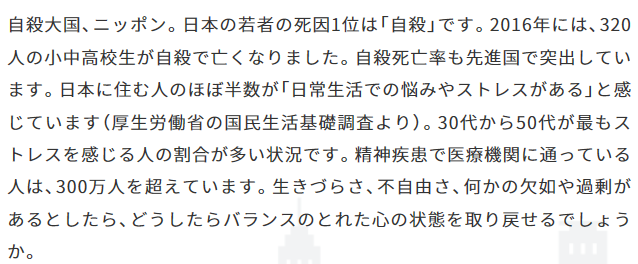 自殺大国、ニッポン。日本の若者の死因1位は「自殺」です。2016年には、320
人の小中高校生が自殺で亡くなりました。自殺死亡率も先進国で突出してい
ます。日本に住む人のほぼ半数が「日常生活での悩みやストレスがある」と感
じています（厚生労働省の国民生活基礎調査より）。30代から50代が最もス
トレスを感じる人の割合が多い状況です。精神疾患で医療機関に通っている
人は、300万人を超えています。生きづらさ、不自由さ、何かの欠如や過剰が
あるとしたら、どうしたらバランスのとれた心の状態を取り戻せるでしょう
か。